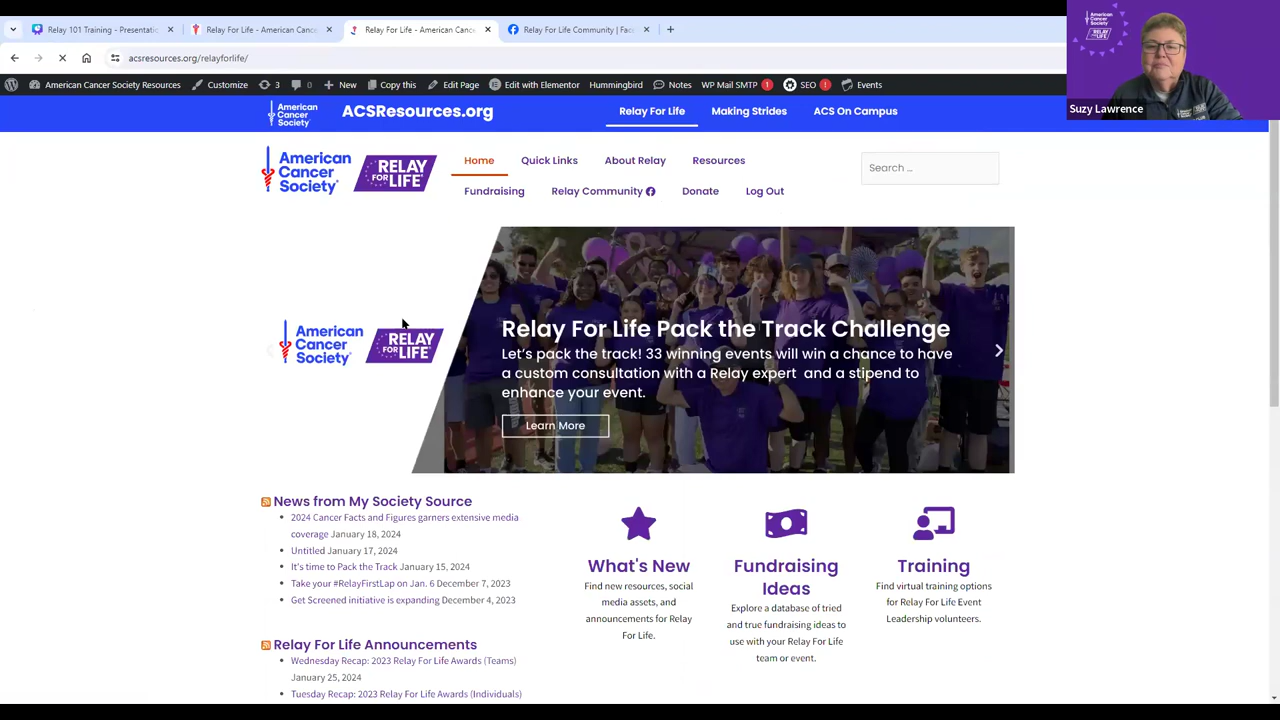 Relay 101 Training - Presentatic
Relay For Life - American Cance
Relay For Life - American Cance
Relay For Life Community | Fac
acsresources.org/relayforlife/
American Cancer Society Resources
Customize
3
0
New
Copy this
Edit Page
Edit with Elementor
Hummingbird
Notes
WP Mail SMTP 1
SEO !
Events
American Cancer Society
RELAY FOR LIFE
Suzy Lawrence
American
Cancer
Society
ACSResources.org
Relay For Life
Making Strides
ACS On Campus
American
Cancer
Society
RELAY
FOR LIFE
Home
Quick Links
About Relay
Resources
Search ...
Fundraising
Relay Community
Donate
Log Out
American
Cancer
Society
RELAY
FOR LIFE
Relay For Life Pack the Track Challenge
Let's pack the track! 33 winning events will win a chance to have
a custom consultation with a Relay expert and a stipend to
enhance your event.
Learn More
News from My Society Source
2024 Cancer Facts and Figures garners extensive media
coverage January 18, 2024
Untitled January 17, 2024
It's time to Pack the Track January 15, 2024
Take your #RelayFirstLap on Jan. 6 December 7, 2023
Get Screened initiative is expanding December 4, 2023
Relay For Life Announcements
Wednesday Recap: 2023 Relay For Life Awards (Teams)
January 25, 2024
Tuesday Recap: 2023 Relay For Life Awards (Individuals)
What's New
Find new resources, social
media assets, and
announcements for Relay
For Life.
Fundraising
Ideas
Explore a database of tried
and true fundraising ideas to
use with your Relay For Life
team or event.
Training
Find virtual training options
for Relay For Life Event
Leadership volunteers.